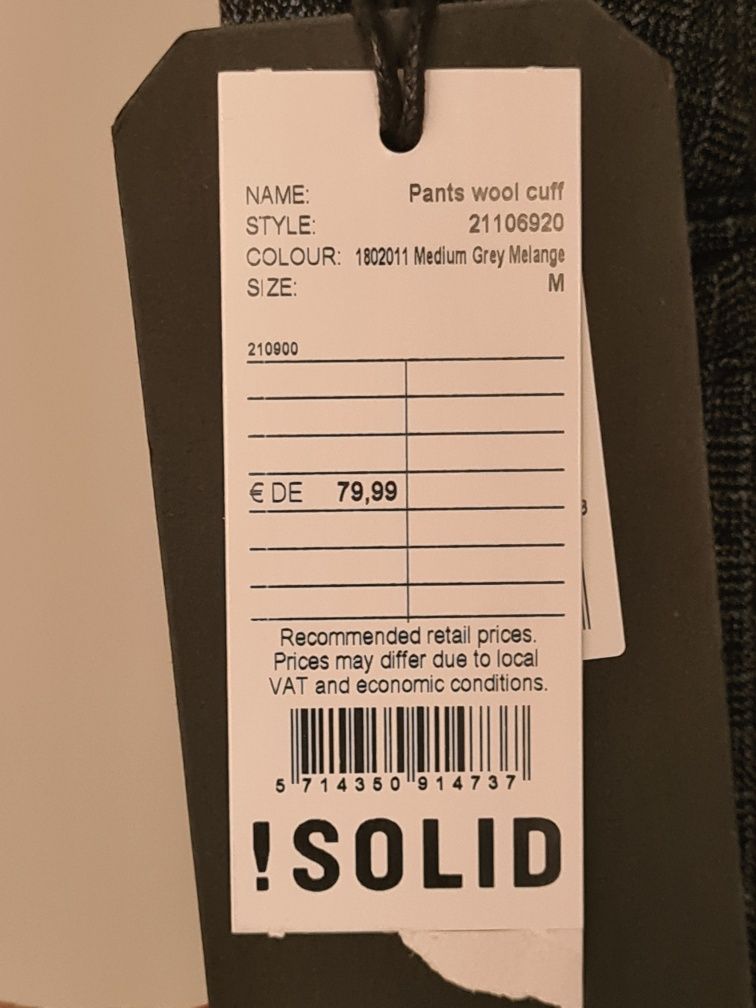 NAME: Pants wool cuff
STYLE: 21106920
COLOUR: 1802011 Medium Grey Melange
SIZE: M
210900
€ DE 79,99
Recommended retail prices.
Prices may differ due to local
VAT and economic conditions.
5 714350 914737
!SOLID